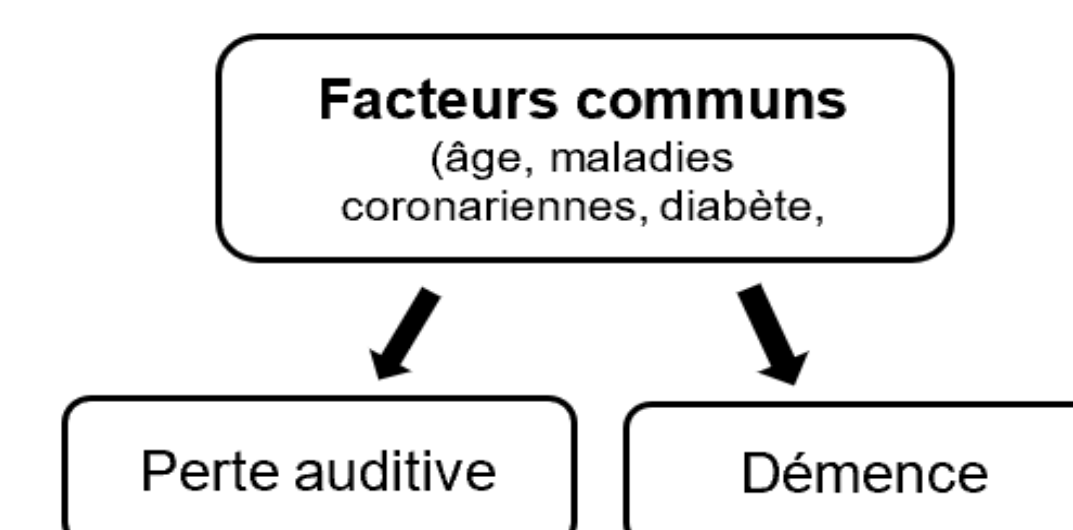 Facteurs communs
(âge, maladies
coronariennes, diabète,
Perte auditive
Démence